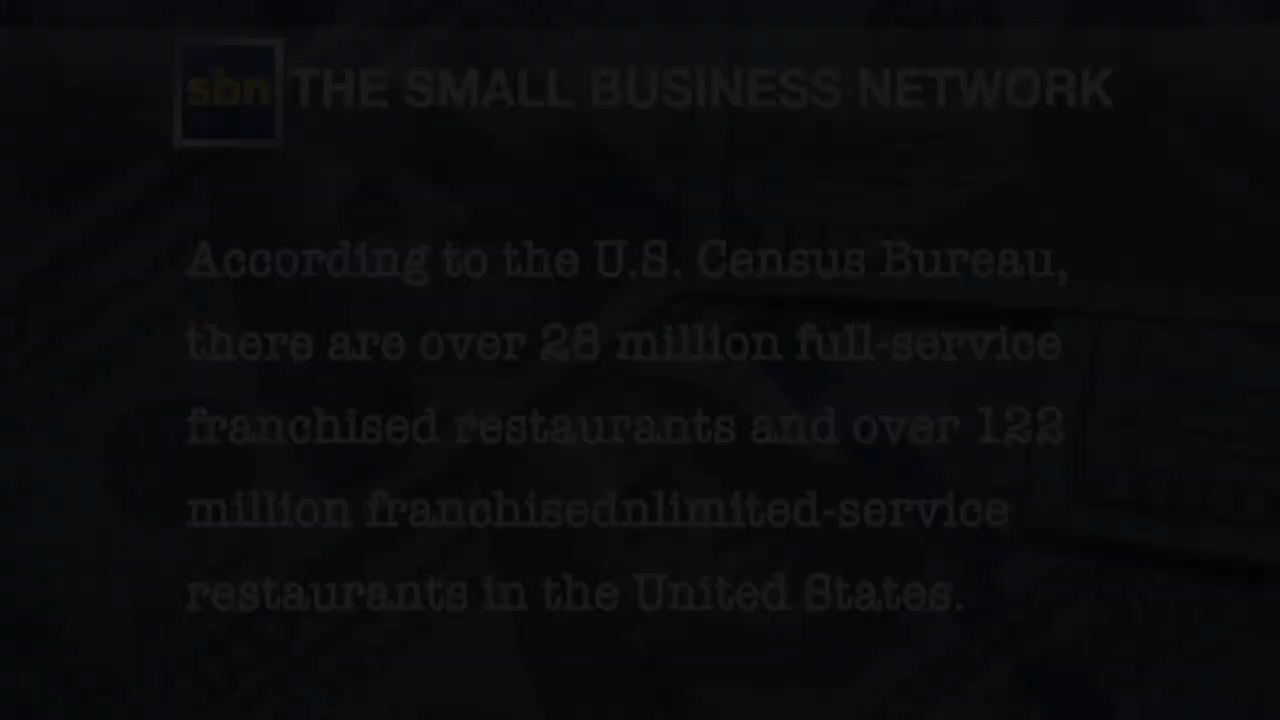 sbn THE SMALL BUSINESS NETWORK
According to the U.S. Census Bureau,
there are over 28 million full-service
franchised restaurants and over 122
million franchisednlimited-service
restaurants in the United States.